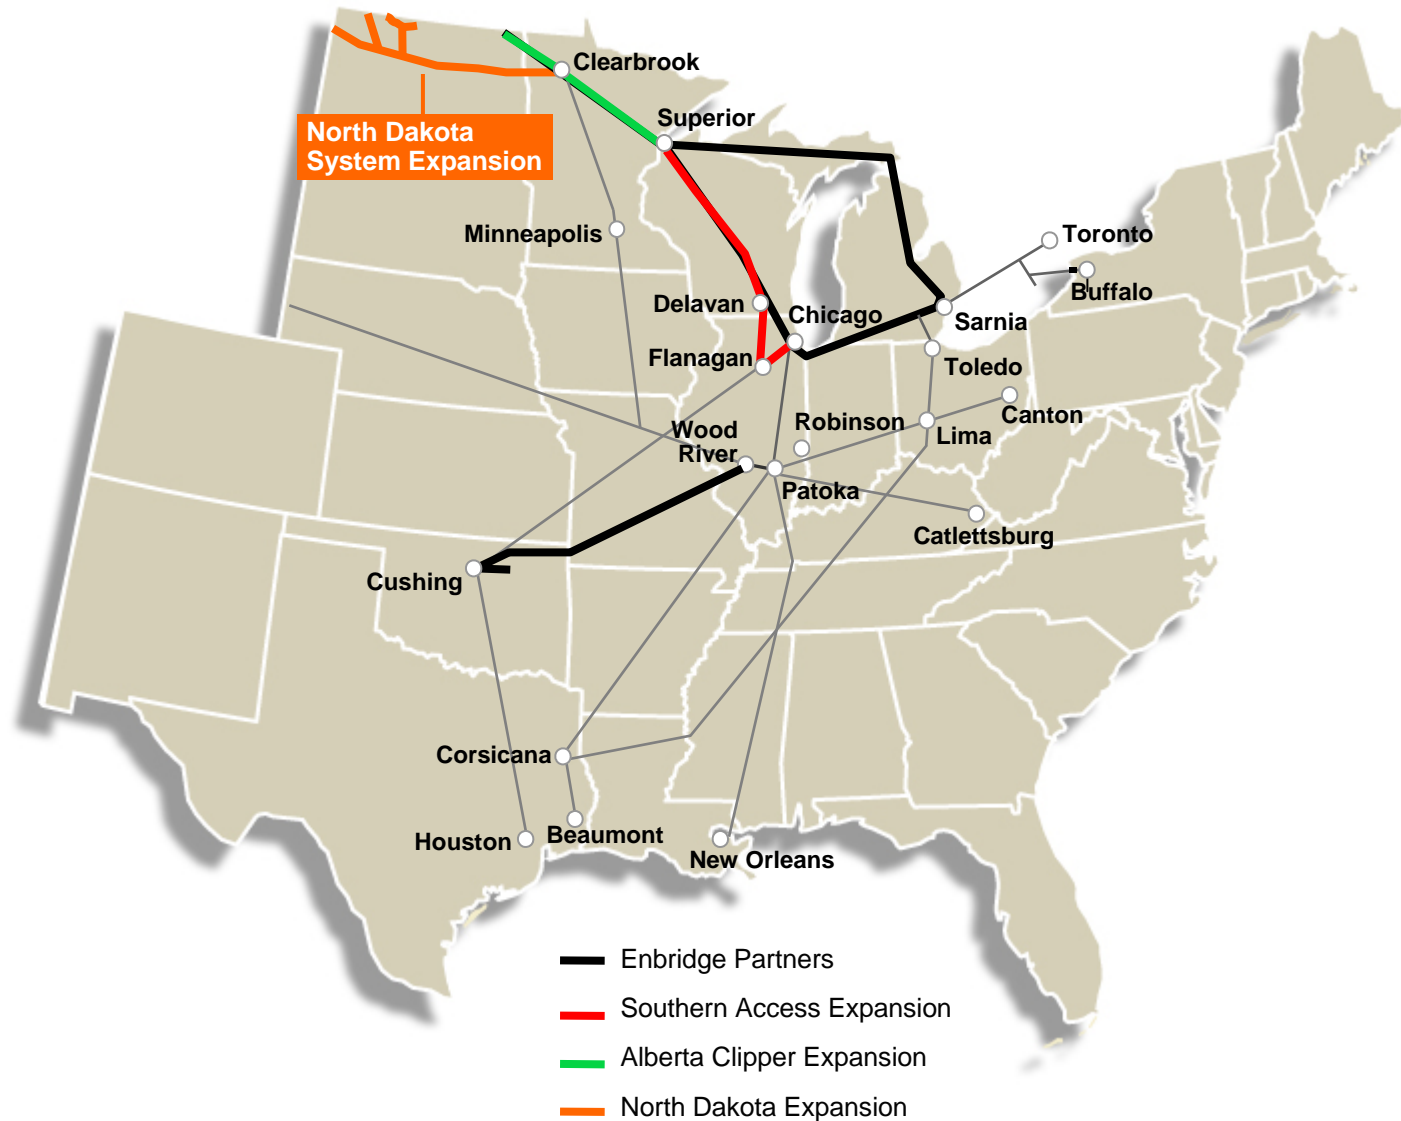 Clearbrook
Superior
North Dakota
System Expansion
Minneapolis
Toronto
Buffalo
Delavan
Chicago
Sarnia
Flanagan
Toledo
Canton
Robinson
Wood
River
Lima
Patoka
Catlettsburg
Cushing
Corsicana
Houston
Beaumont
New Orleans
Enbridge Partners
Southern Access Expansion
Alberta Clipper Expansion
North Dakota Expansion